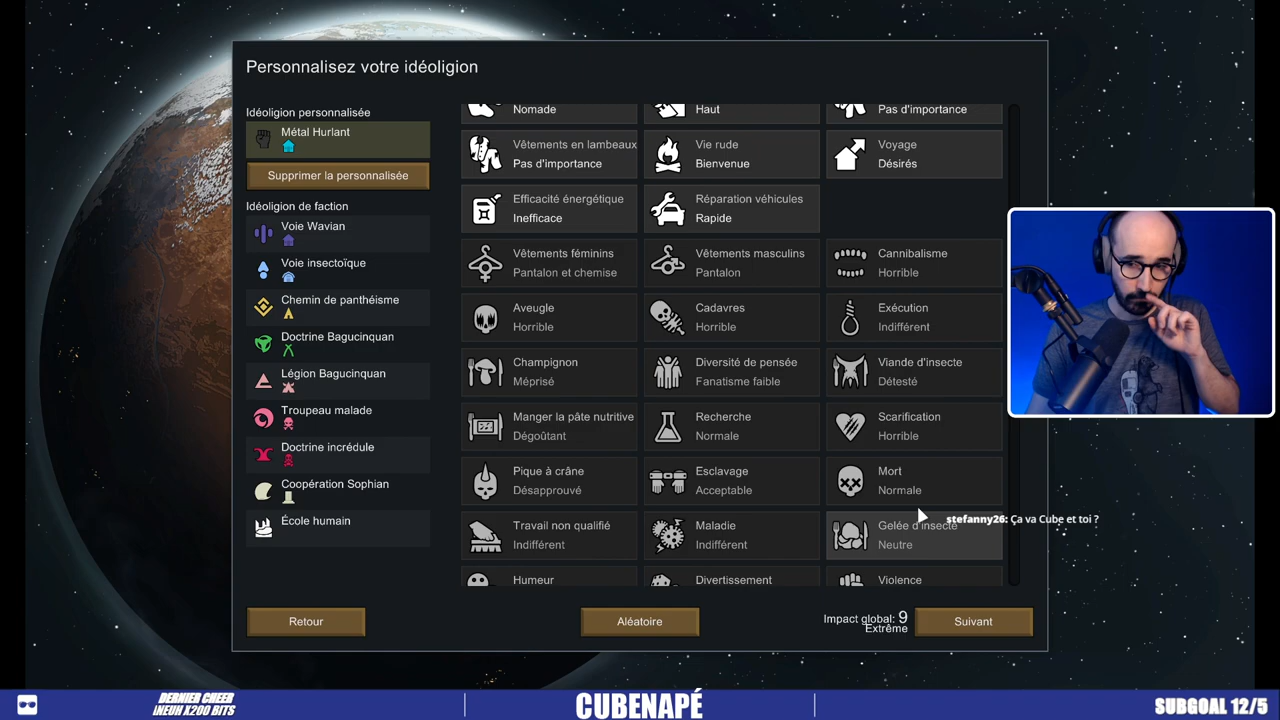 Personnalisez votre idéoligion
Idéoligion personnalisée
Métal Hurlant
Supprimer la personnalisée
Idéoligion de faction
Voie Wavian
Voie insectoïque
Chemin de panthéisme
Doctrine Bagucinquan
Légion Bagucinquan
Troupeau malade
Doctrine incrédule
Coopération Sophian
École humain
Nomade
Haut
Pas d'importance
Vêtements en lambeaux
Pas d'importance
Vie rude
Bienvenue
Voyage
Désirés
Efficacité énergétique
Inefficace
Réparation véhicules
Rapide
Vêtements féminins
Pantalon et chemise
Vêtements masculins
Pantalon
Cannibalisme
Horrible
Aveugle
Horrible
Cadavres
Horrible
Exécution
Indifférent
Champignon
Méprisé
Diversité de pensée
Fanatisme faible
Viande d'insecte
Détesté
Manger la pâte nutritive
Dégoûtant
Recherche
Normale
Scarification
Horrible
Pique à crâne
Désapprouvé
Esclavage
Acceptable
Mort
Normale
Travail non qualifié
Indifférent
Maladie
Indifférent
Gelée d'insecte
Neutre
stefanny26: Ça va Cube et toi ?
Humeur
Divertissement
Violence
Retour
Aléatoire
Impact global: 9
Extrême
Suivant
DERNIER CHEER
INEUH X200 BITS
CUBENAPÉ
SUBGOAL 12/5